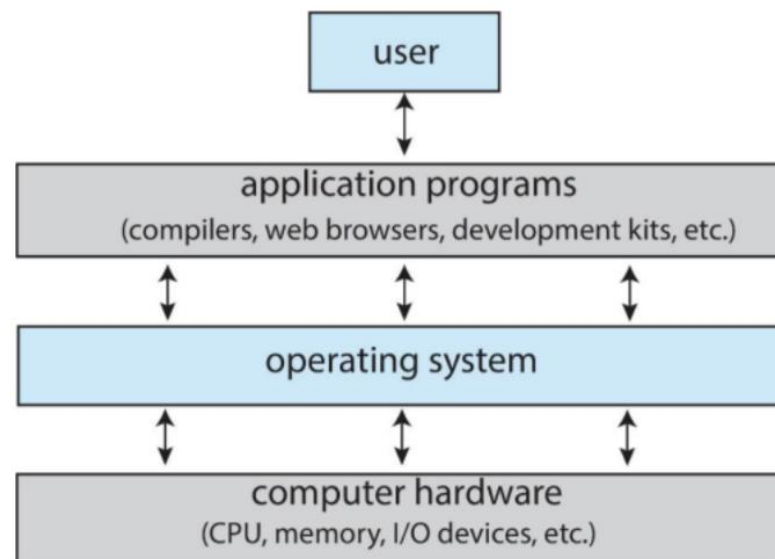 user
application programs
(compilers, web browsers, development kits, etc.)
operating system
computer hardware
(CPU, memory, I/O devices, etc.)